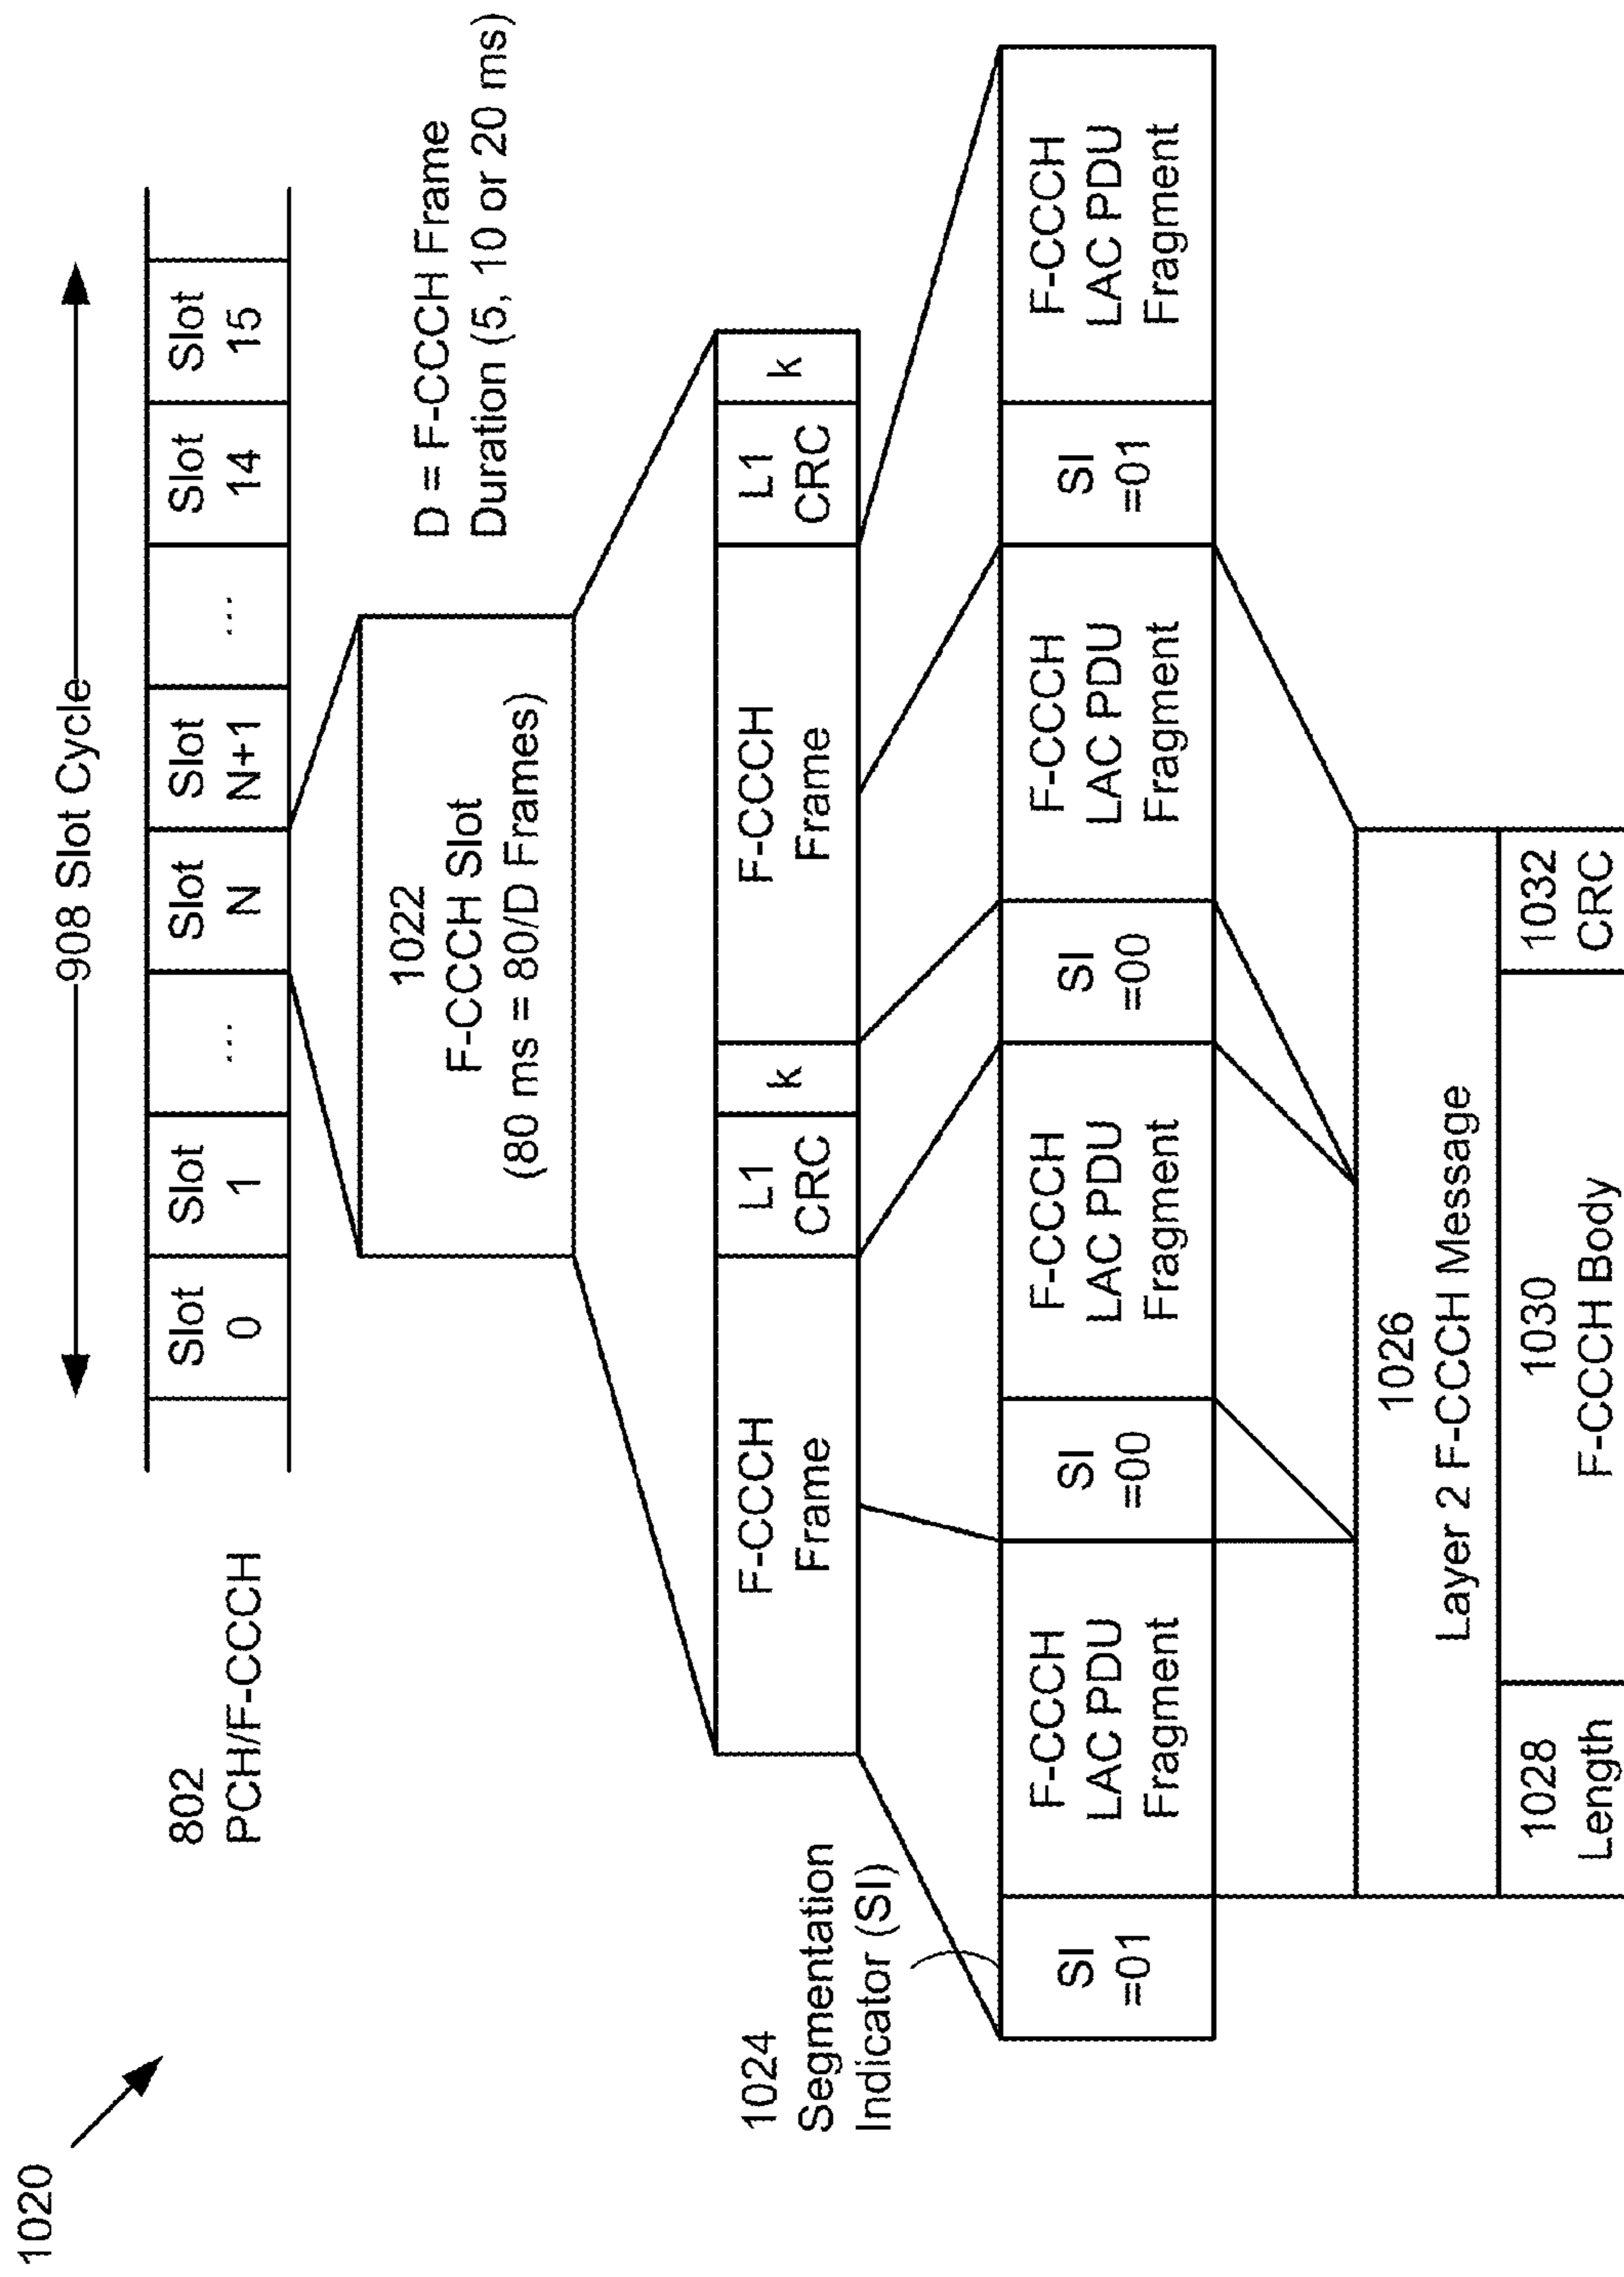 1020
908 Slot Cycle
802
PCH/F-CCCH
Slot
0
Slot
1
...
Slot
N
Slot
N+1
...
Slot
14
Slot
15
1022
F-CCCH Slot
(80 ms = 80/D Frames)
D = F-CCCH Frame
Duration (5, 10 or 20 ms)
F-CCCH
Frame
L1
CRC
k
F-CCCH
Frame
L1
CRC
k
1024
Segmentation
Indicator (SI)
SI
=01
F-CCCH
LAC PDU
Fragment
SI
=00
F-CCCH
LAC PDU
Fragment
SI
=00
F-CCCH
LAC PDU
Fragment
SI
=01
F-CCCH
LAC PDU
Fragment
1026
Layer 2 F-CCCH Message
1028
Length
1030
F-CCCH Body
1032
CRC